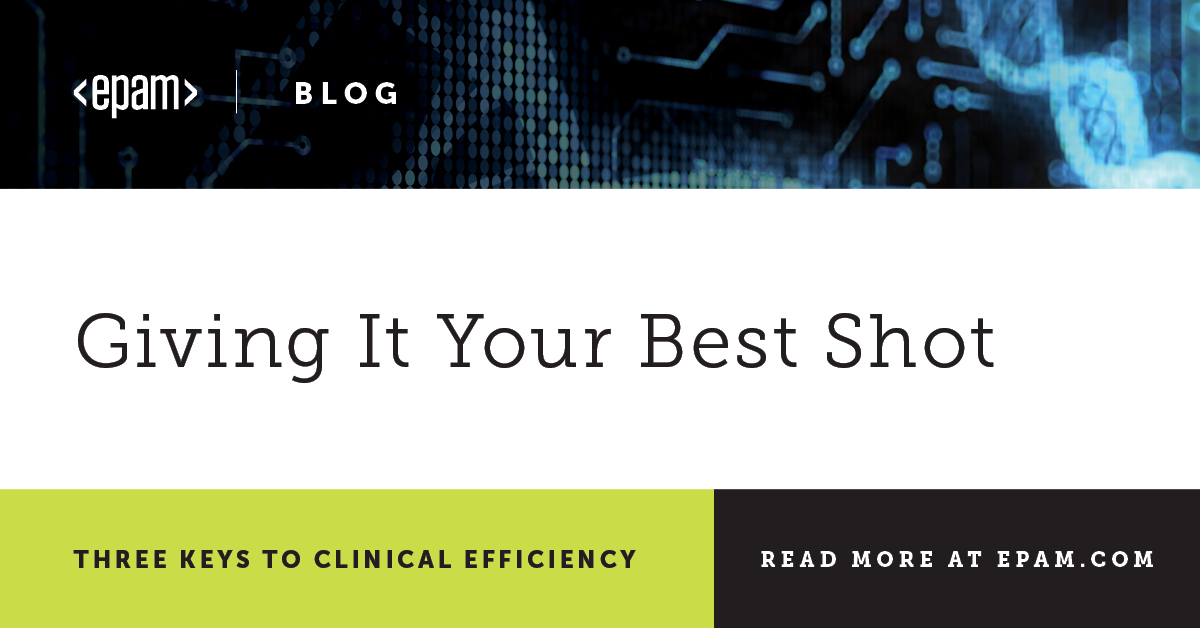 <epam> | BLOG
Giving It Your Best Shot
THREE KEYS TO CLINICAL EFFICIENCY
READ MORE AT EPAM.COM